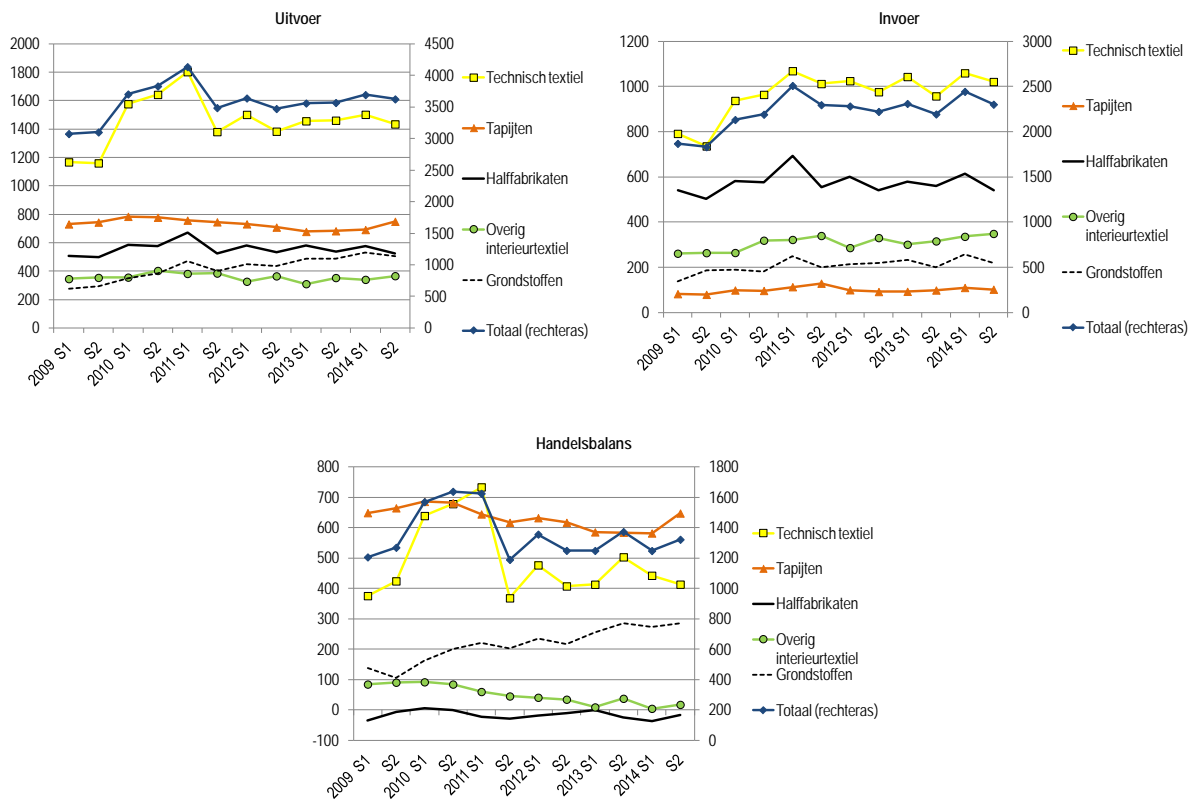 Uitvoer
2000
1800
1600
1400
1200
1000
800
600
400
200
0
4500
4000
3500
3000
2500
2000
1500
1000
500
0
2009 S1
S2
2010 S1
S2
2011 S1
S2
2012 S1
S2
2013 S1
S2
2014 S1
S2
Technisch textiel
Tapijten
Halffabrikaten
Overig
interieurtextiel
Grondstoffen
Totaal (rechteras)
Invoer
1200
1000
800
600
400
200
0
3000
2500
2000
1500
1000
500
0
2009 S1
S2
2010 S1
S2
2011 S1
S2
2012 S1
S2
2013 S1
S2
2014 S1
S2
Technisch textiel
Tapijten
Halffabrikaten
Overig
interieurtextiel
Grondstoffen
Totaal (rechteras)
Handelsbalans
800
700
600
500
400
300
200
100
0
-100
1800
1600
1400
1200
1000
800
600
400
200
0
2009 S1
S2
2010 S1
S2
2011 S1
S2
2012 S1
S2
2013 S1
S2
2014 S1
S2
Technisch textiel
Tapijten
Halffabrikaten
Overig
interieurtextiel
Grondstoffen
Totaal (rechteras)